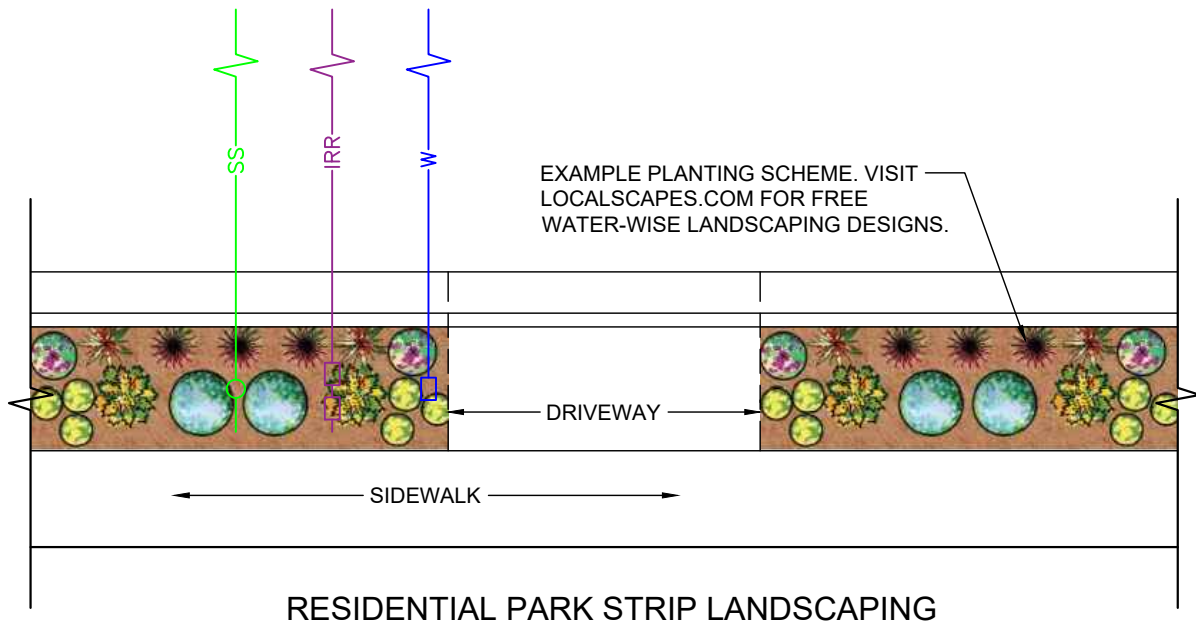 SS
IRR
W
EXAMPLE PLANTING SCHEME. VISIT
LOCALSCAPES.COM FOR FREE
WATER-WISE LANDSCAPING DESIGNS.
DRIVEWAY
SIDEWALK
RESIDENTIAL PARK STRIP LANDSCAPING